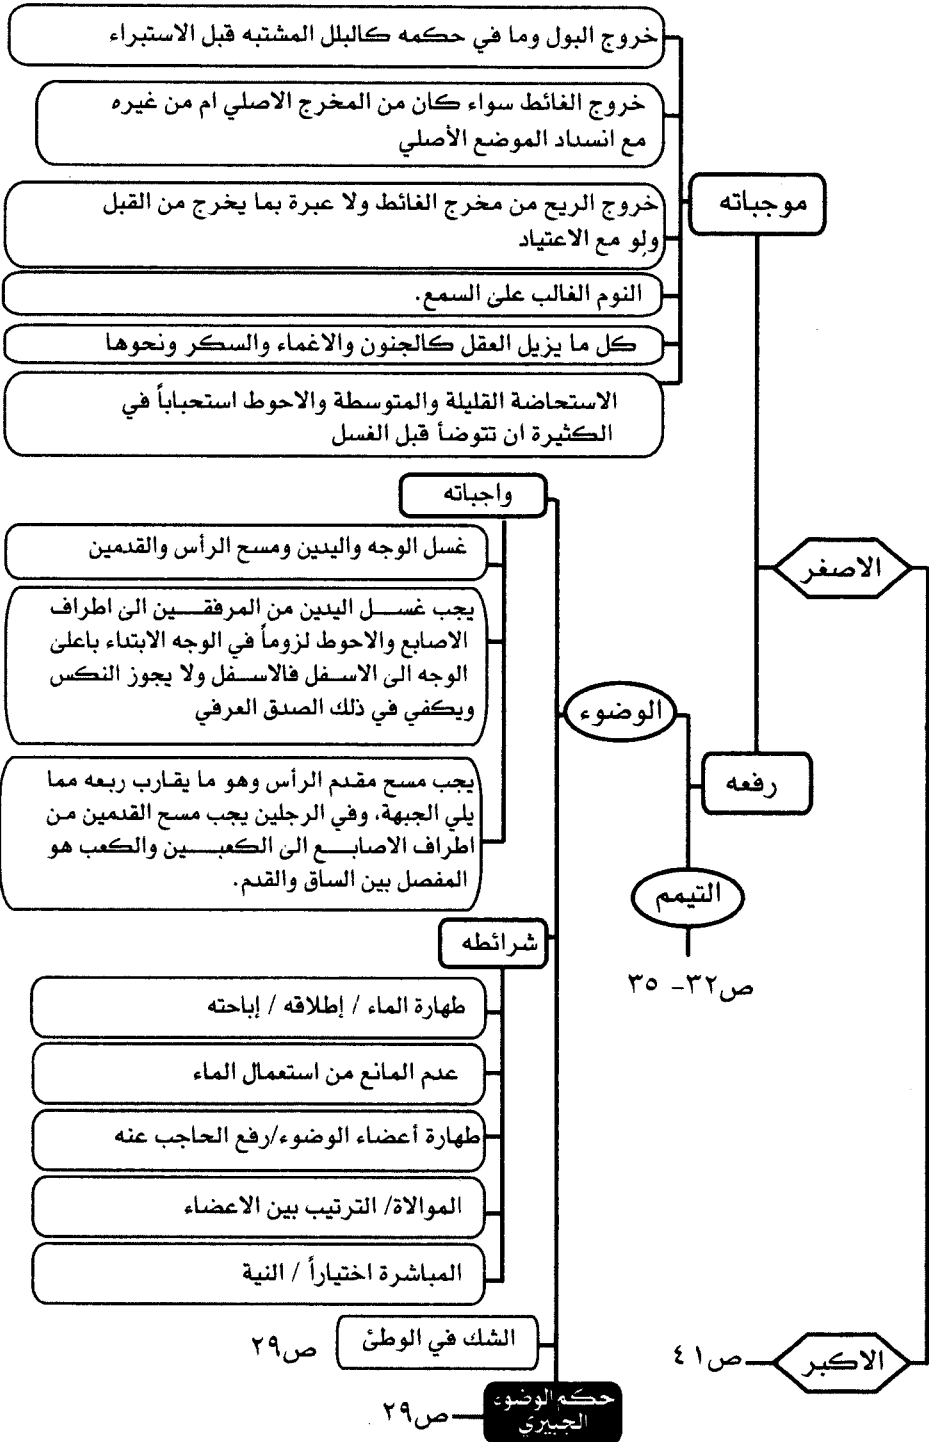 خروج البول وما في حكمه كالبلل المشتبه قبل الاستبراء
خروج الغائط سواء كان من المخرج الاصلي ام من غيره
مع انسداد الموضع الأصلي
موجباته
خروج الريح من مخرج الغائط ولا عبرة بما يخرج من القبل
ولو مع الاعتياد
النوم الغالب على السمع.
كل ما يزيل العقل كالجنون والاغماء والسكر ونحوها
الاستحاضة القليلة والمتوسطة والاحوط استحباباً في
الكثيرة ان تتوضأ قبل الغسل
واجباته
غسل الوجه واليدين ومسح الرأس والقدمين
الاصغر
يجب غسل اليدين من المرفقين الى اطراف
الاصابع والاحوط لزوماً في الوجه الابتداء باعلى
الوجه الى الاسفل فالاسفل ولا يجوز النكس
ويكفي في ذلك الصدق العرفي
الوضوء
رفعه
يجب مسح مقدم الرأس وهو ما يقارب ربعه مما
يلي الجبهة، وفي الرجلين يجب مسح القدمين من
اطراف الاصابع الى الكعبين والكعب هو
المفصل بين الساق والقدم.
التيمم
ص٣٢- ٣٥
شرائطه
طهارة الماء / إطلاقه / إباحته
عدم المانع من استعمال الماء
طهارة أعضاء الوضوء/رفع الحاجب عنه
الموالاة/ الترتيب بين الاعضاء
المباشرة اختياراً / النية
الشك في الوطئ
ص٢٩
الاكبر
ص٤١
حكم الوضوء
الجبيري
ص٢٩